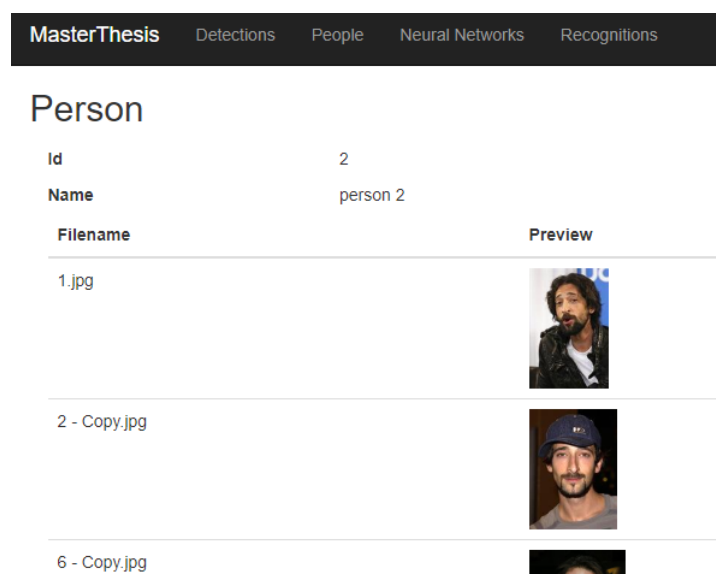 MasterThesis Detections People Neural Networks Recognitions
Person
Id 2
Name person 2
Filename Preview
1.jpg
2 - Copy.jpg
6 - Copy.jpg